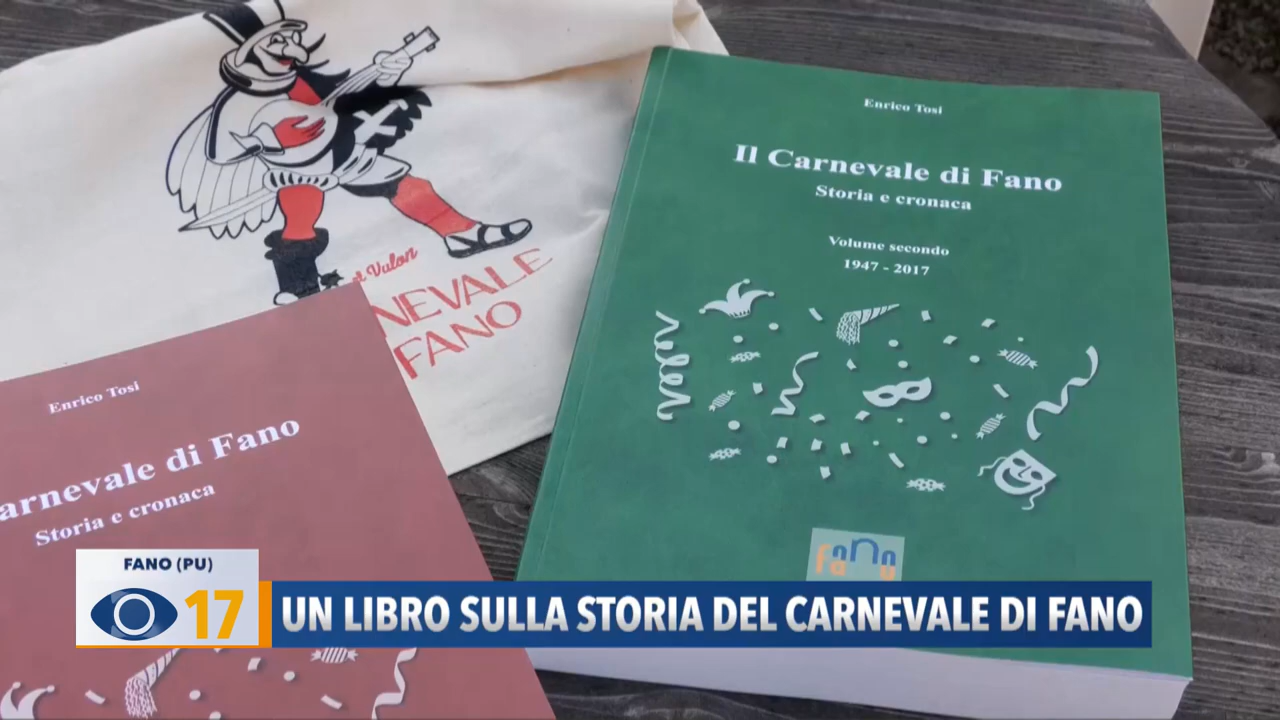 Enrico Tosi
Il Carnevale di Fano
Storia e cronaca
Volume secondo
1947 - 2017
Vulon
NEVALE
FANO
Enrico Tosi
arnevale di Fano
Storia e cronaca
FANO (PU)
17
UN LIBRO SULLA STORIA DEL CARNEVALE DI FANO